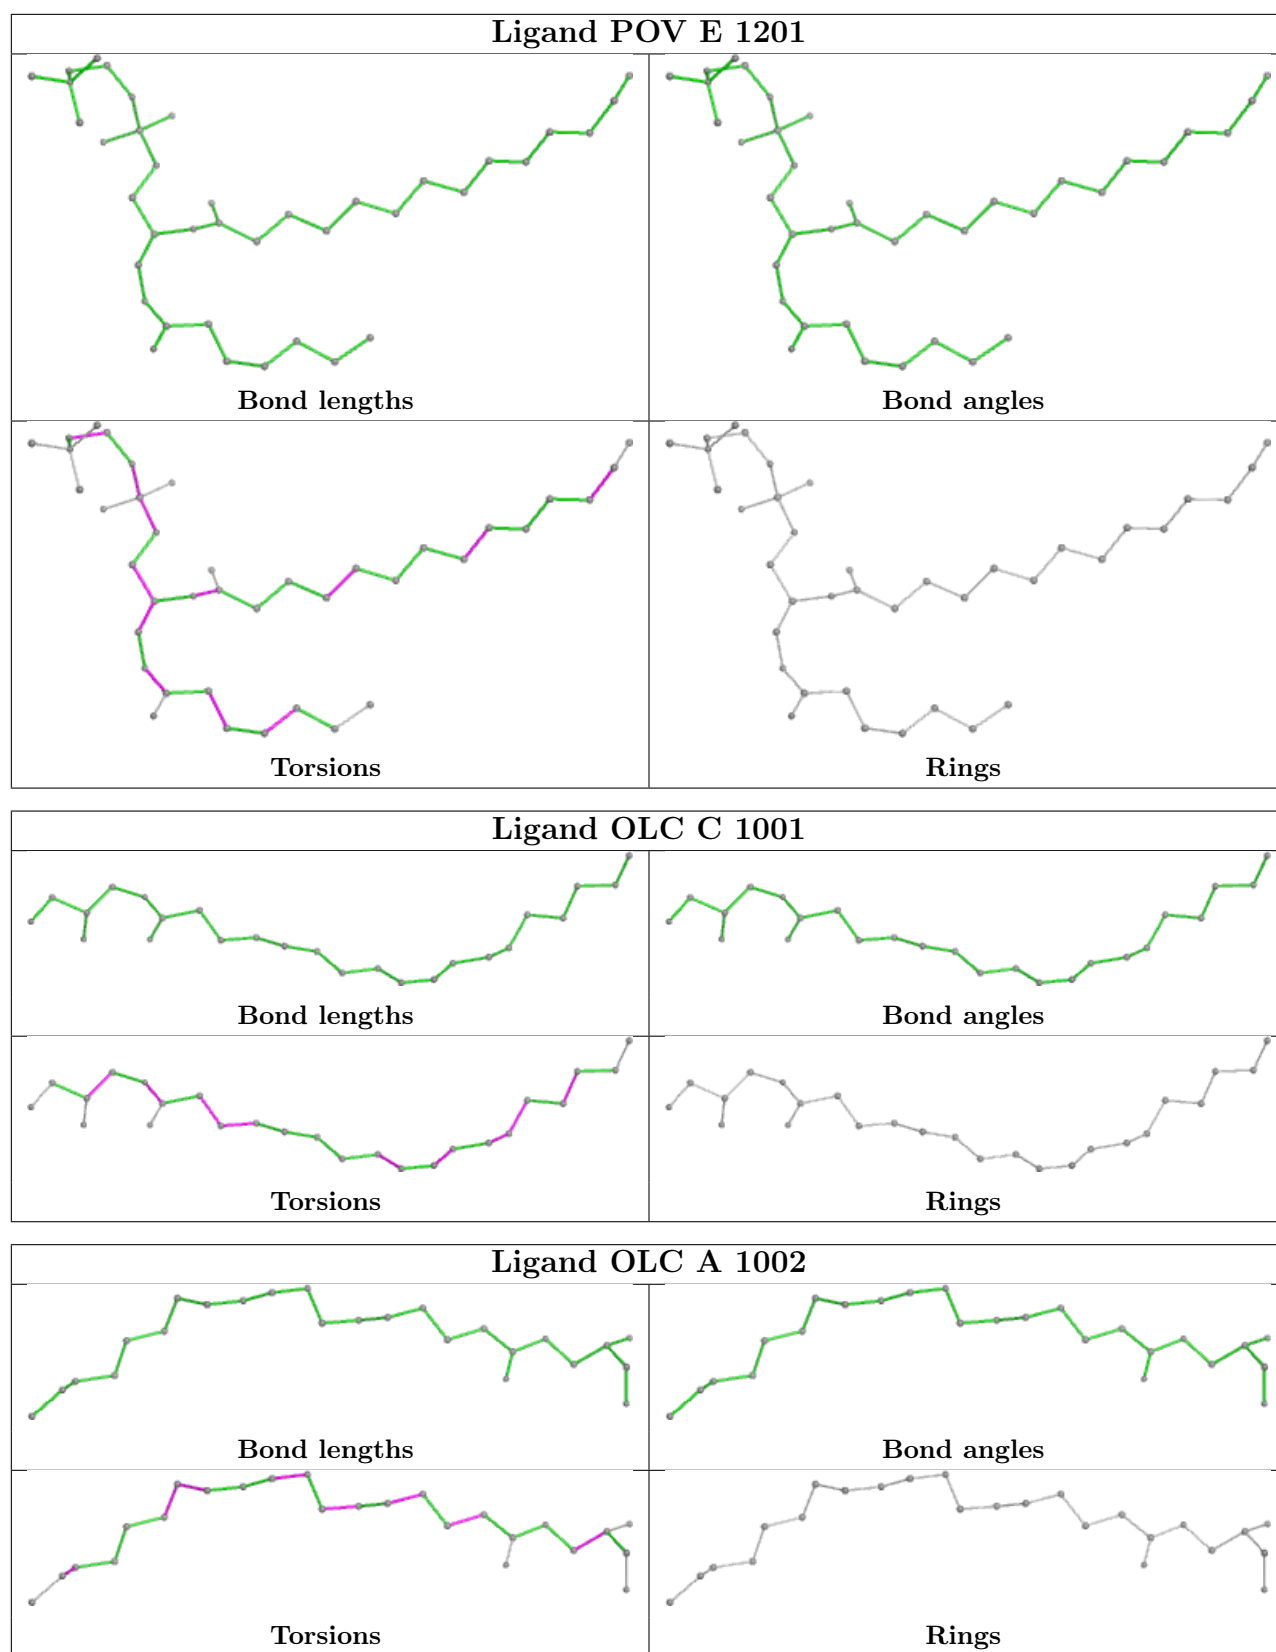 Ligand POV E 1201
Bond lengths
Bond angles
Torsions
Rings
Ligand OLC C 1001
Bond lengths
Bond angles
Torsions
Rings
Ligand OLC A 1002
Bond lengths
Bond angles
Torsions
Rings